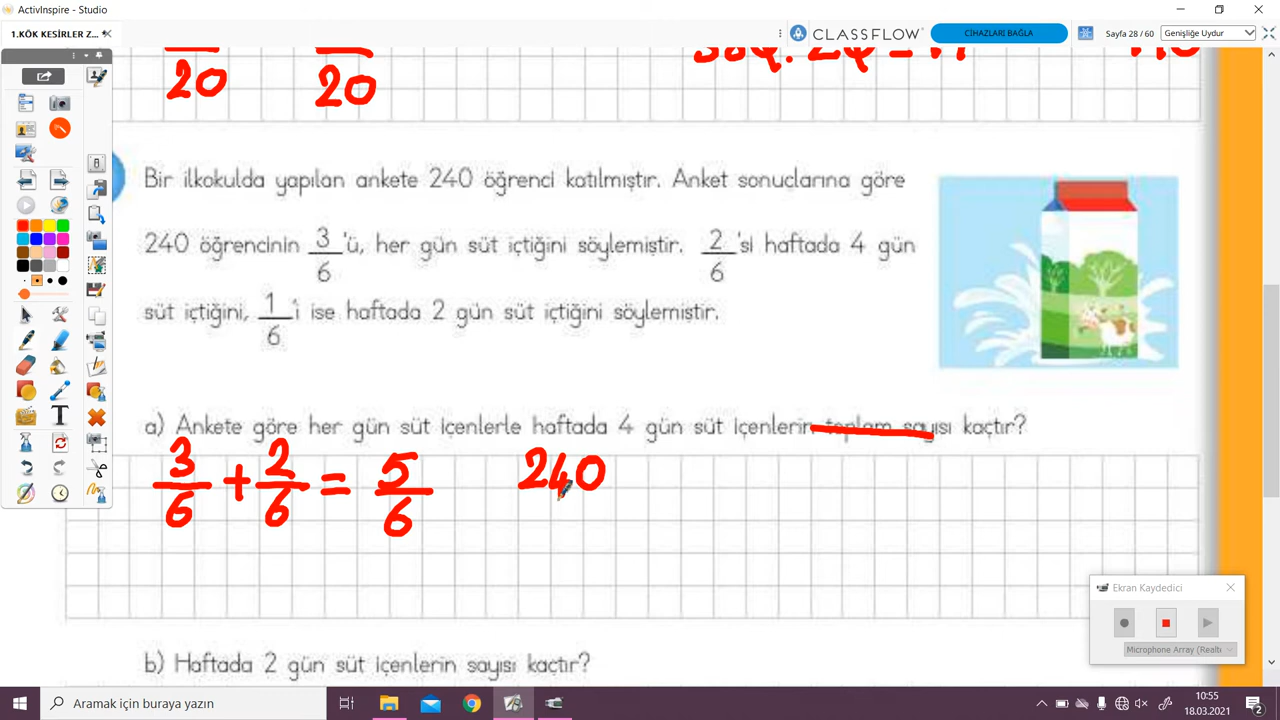 ActivInspire - Studio
1.KÖK KESİRLER Z...
CLASSFLOW
CİHAZLARI BAĞLA
Sayfa 28 / 60
Genişliğe Uydur
20 20
Bir ilkokulda yapılan ankete 240 öğrenci katılmıştır. Anket sonuclarına göre
240 öğrencinin 3/6 'ü, her gün süt içtiğini söylemiştir. 2/6 'si haftada 4 gün
süt içtiğini, 1/6 i ise haftada 2 gün süt içtiğini söylemiştir.
a) Ankete göre her gün süt içenlerle haftada 4 gün süt içenlerin toplam sayısı kaçtır?
3/6 + 2/6 = 5/6 240
b) Haftada 2 gün süt içenlerin sayısı kaçtır?
Ekran Kaydedici
Microphone Array (Realte
Aramak için buraya yazın
10:55
18.03.2021
2